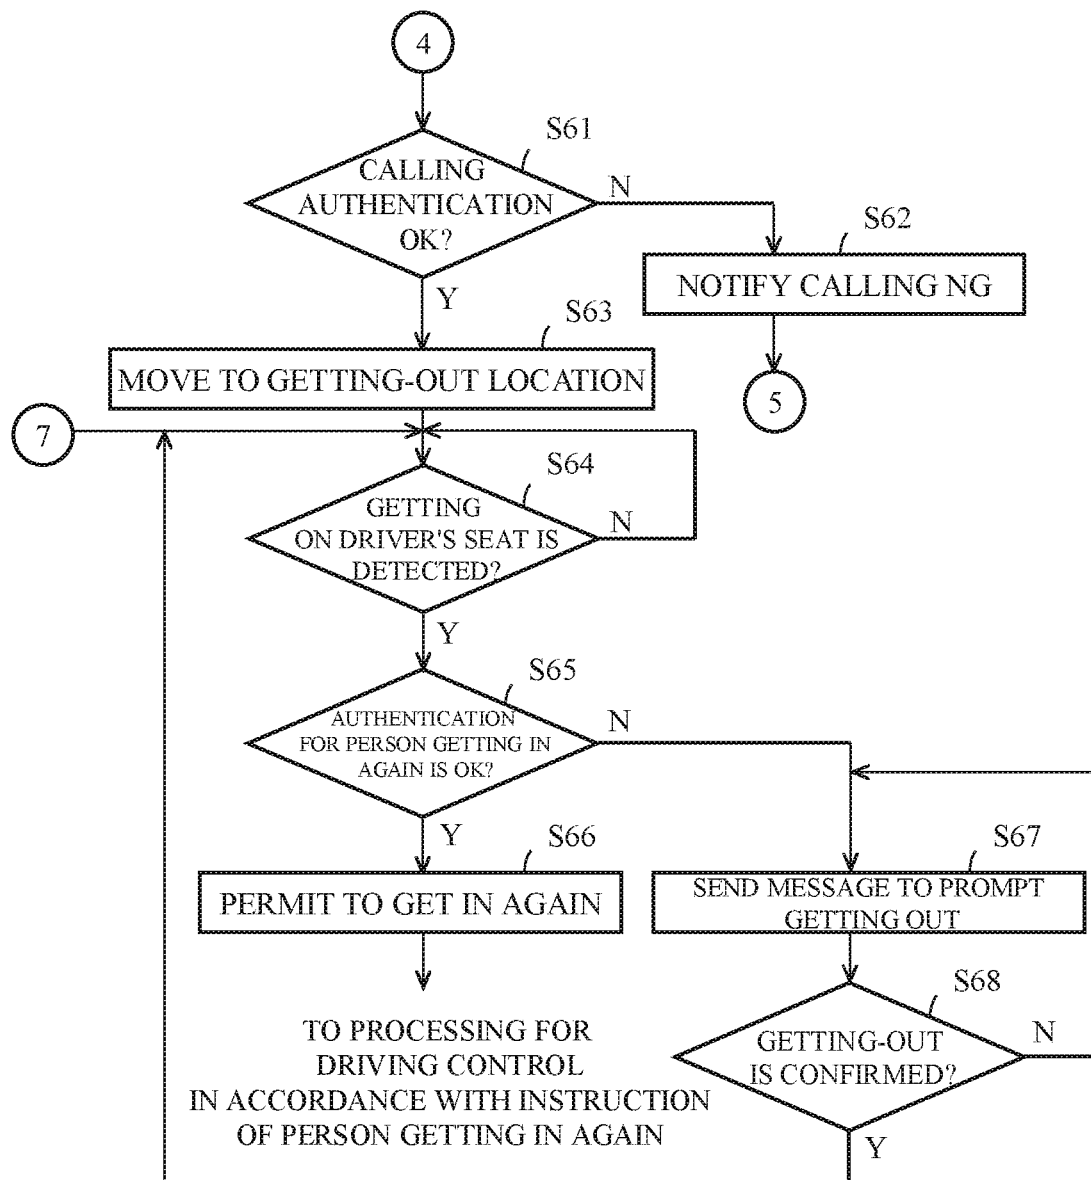 4
S61
CALLING
AUTHENTICATION
OK?
N
Y
S62
NOTIFY CALLING NG
5
S63
MOVE TO GETTING-OUT LOCATION
7
S64
GETTING
ON DRIVER'S SEAT IS
DETECTED?
N
Y
S65
AUTHENTICATION
FOR PERSON GETTING IN
AGAIN IS OK?
N
Y
S66
PERMIT TO GET IN AGAIN
TO PROCESSING FOR
DRIVING CONTROL
IN ACCORDANCE WITH INSTRUCTION
OF PERSON GETTING IN AGAIN
S67
SEND MESSAGE TO PROMPT
GETTING OUT
S68
GETTING-OUT
IS CONFIRMED?
N
Y